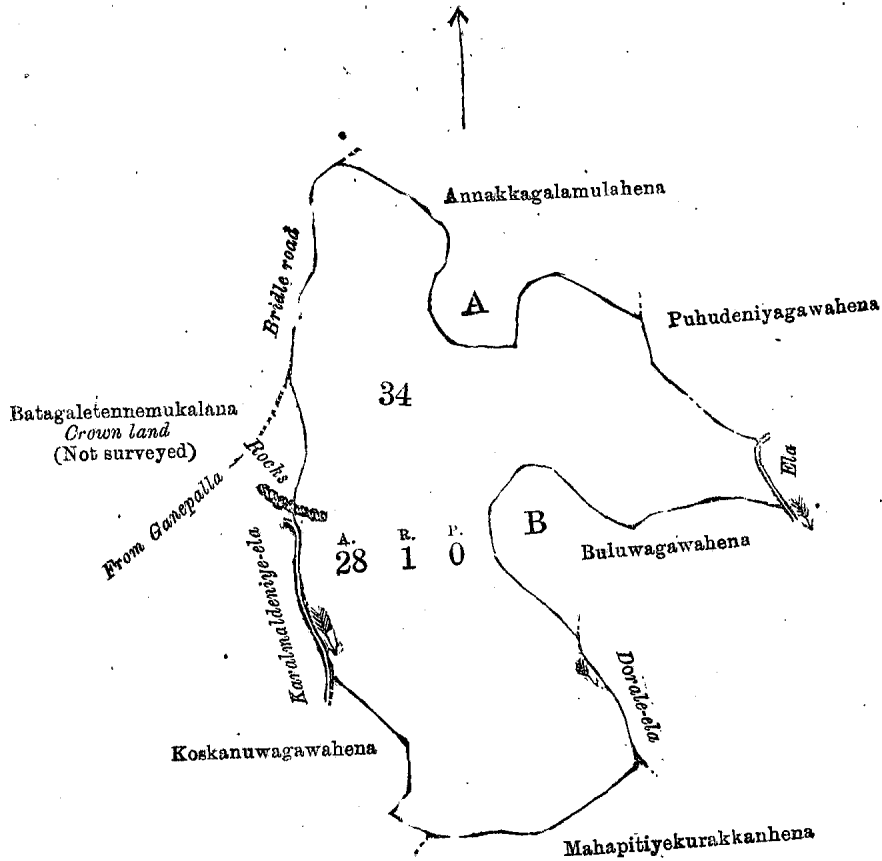 Annakkagalamulahena
Bridle road
A
Puhudeniyagawahena
34
Batagaletennemukalana
Crown land
(Not surveyed)
Rocks
Ela
From Ganepalla
B
A. R. P.
28 1 0
Buluwagawahena
Karalmaldeniye-ela
Dorale-ela
Koskanuwagawahena
Mahapitiyekurakkanhena